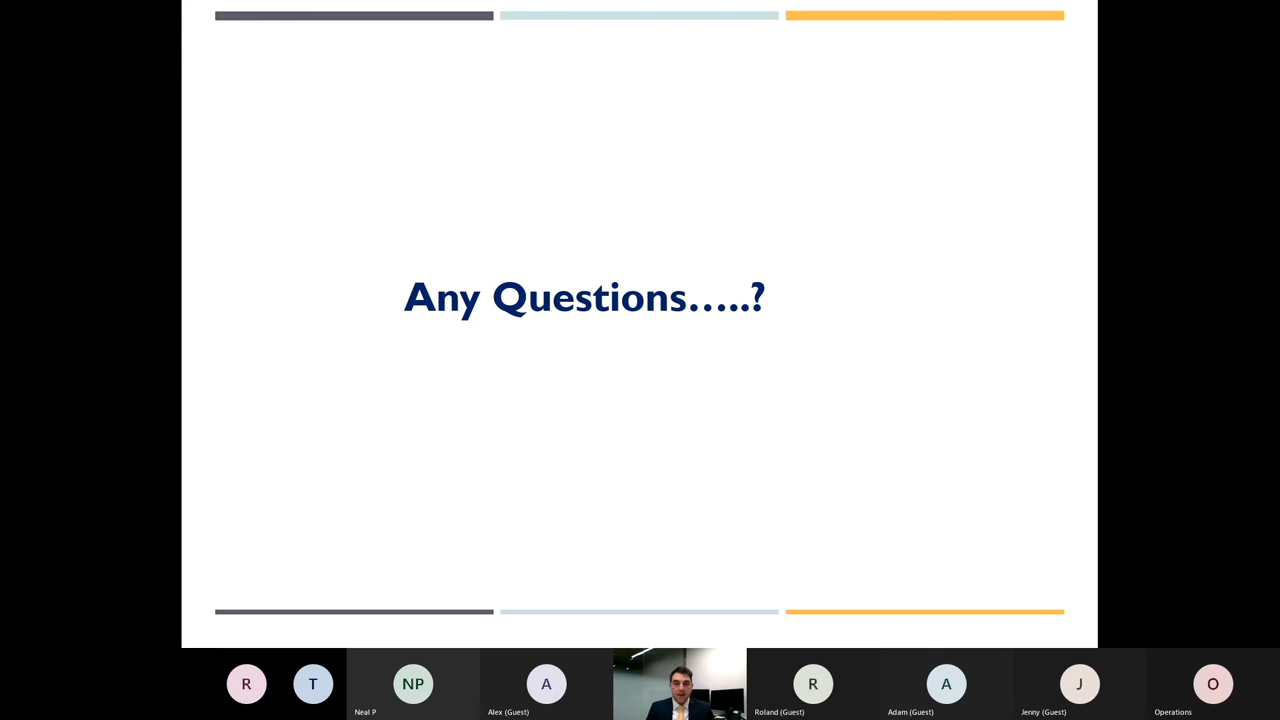 Any Questions…..?
R
T
NP
Neal P
A
Alex (Guest)
R
Roland (Guest)
A
Adam (Guest)
J
Jenny (Guest)
O
Operations